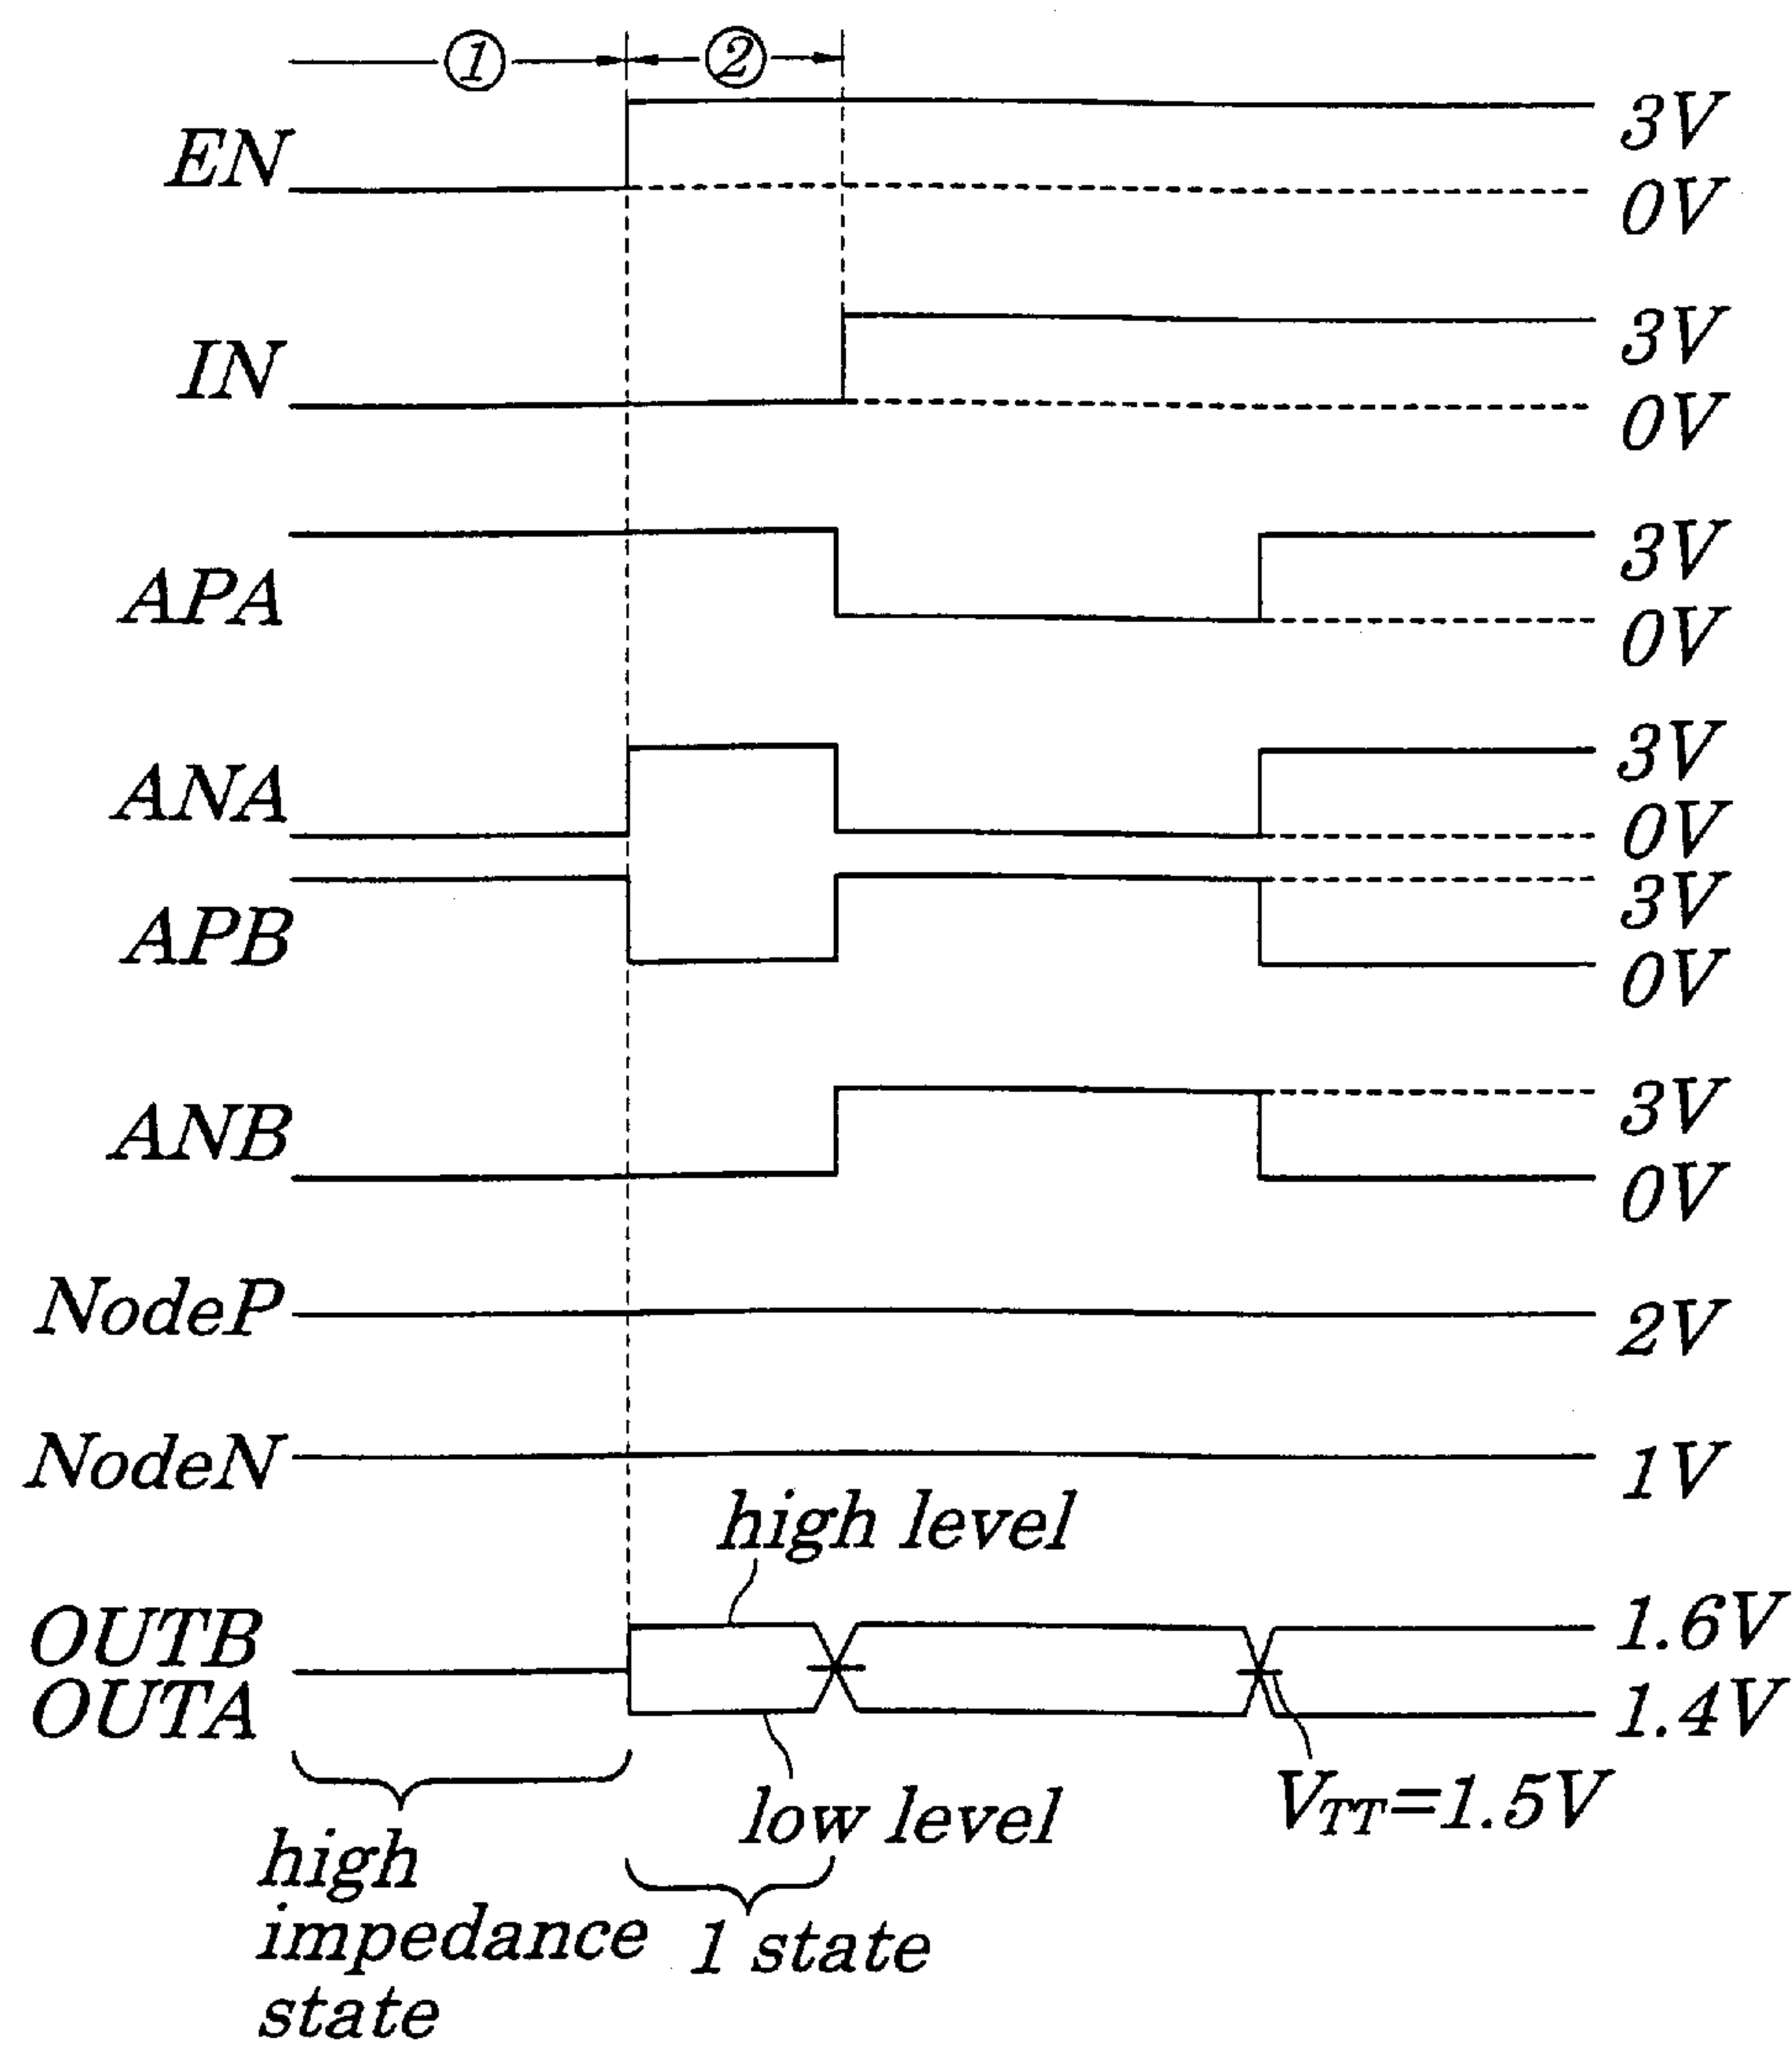 ① ②
EN 3V
0V
IN 3V
0V
APA 3V
0V
ANA 3V
0V
APB 3V
0V
ANB 3V
0V
NodeP 2V
NodeN 1V
high level
OUTB 1.6V
OUTA 1.4V
low level
VTT=1.5V
high
impedance
state
1 state